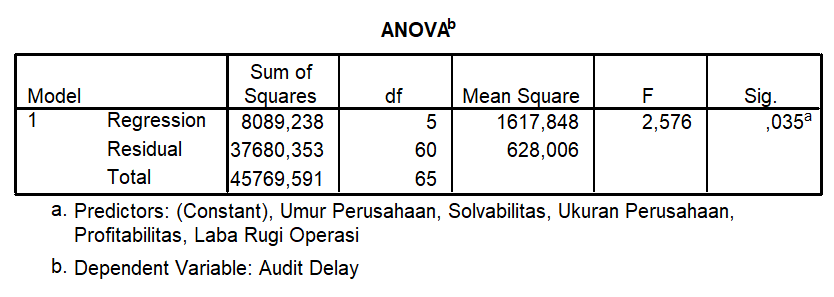 ANOVAb
Model Sum of Squares df Mean Square F Sig.
1 Regression 8089,238 5 1617,848 2,576 ,035a
Residual 37680,353 60 628,006
Total 45769,591 65
a. Predictors: (Constant), Umur Perusahaan, Solvabilitas, Ukuran Perusahaan,
Profitabilitas, Laba Rugi Operasi
b. Dependent Variable: Audit Delay